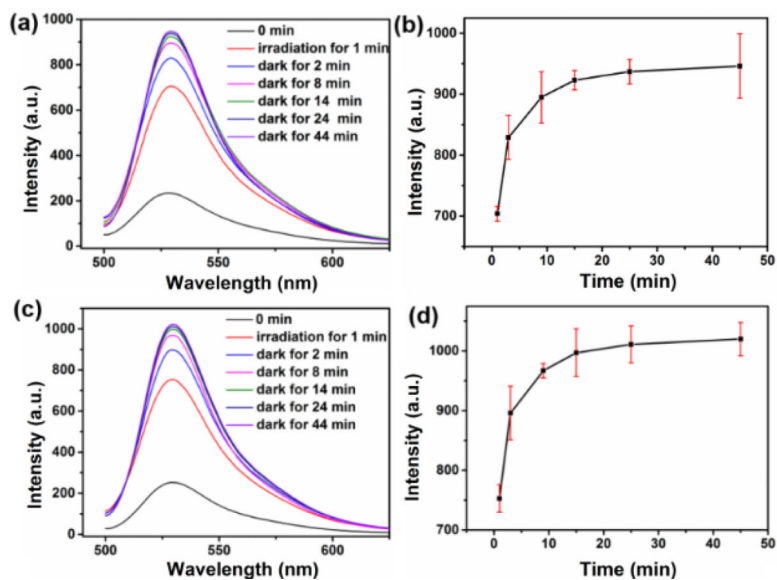 (a)
Intensity (a.u.)
1000
800
600
400
200
0
0 min
irradiation for 1 min
dark for 2 min
dark for 8 min
dark for 14 min
dark for 24 min
dark for 44 min
500 550 600
Wavelength (nm)
(b)
Intensity (a.u.)
1000
900
800
700
0 10 20 30 40 50
Time (min)
(c)
Intensity (a.u.)
1000
800
600
400
200
0
0 min
irradiation for 1 min
dark for 2 min
dark for 8 min
dark for 14 min
dark for 24 min
dark for 44 min
500 550 600
Wavelength (nm)
(d)
Intensity (a.u.)
1000
900
800
700
0 10 20 30 40 50
Time (min)